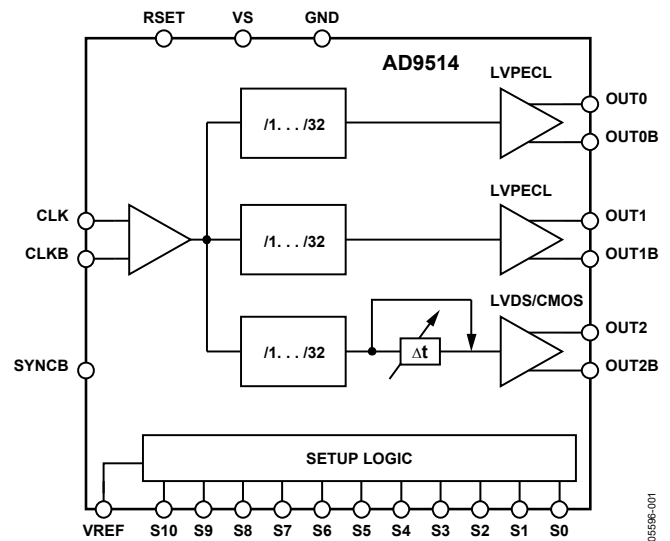 RSET VS GND
AD9514
LVPECL
OUT0
/1. . . /32
OUT0B
LVPECL
CLK
OUT1
/1. . . /32
CLKB
OUT1B
LVDS/CMOS
OUT2
/1. . . /32
Δt
SYNCB
OUT2B
SETUP LOGIC
VREF S10 S9 S8 S7 S6 S5 S4 S3 S2 S1 S0
05596-001